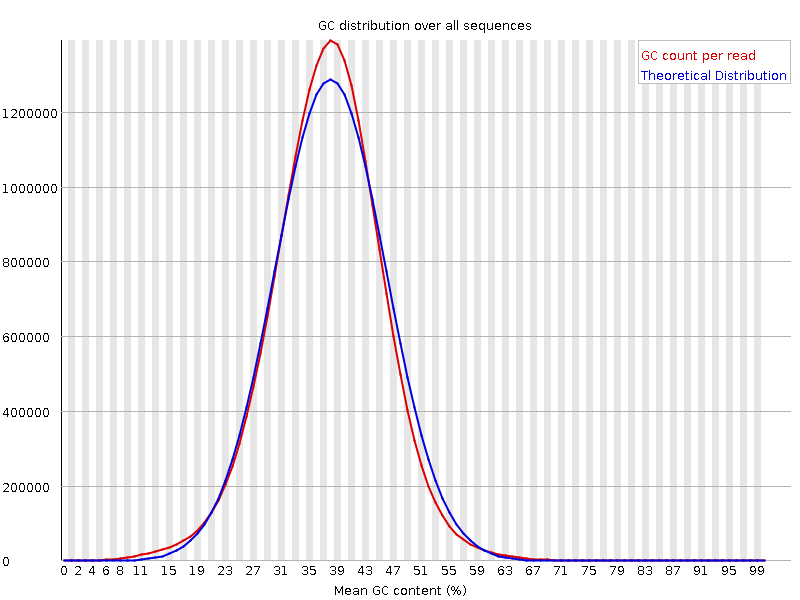 GC distribution over all sequences
GC count per read
Theoretical Distribution
1200000
1000000
800000
600000
400000
200000
0
0 2 4 6 8 11 15 19 23 27 31 35 39 43 47 51 55 59 63 67 71 75 79 83 87 91 95 99
Mean GC content (%)